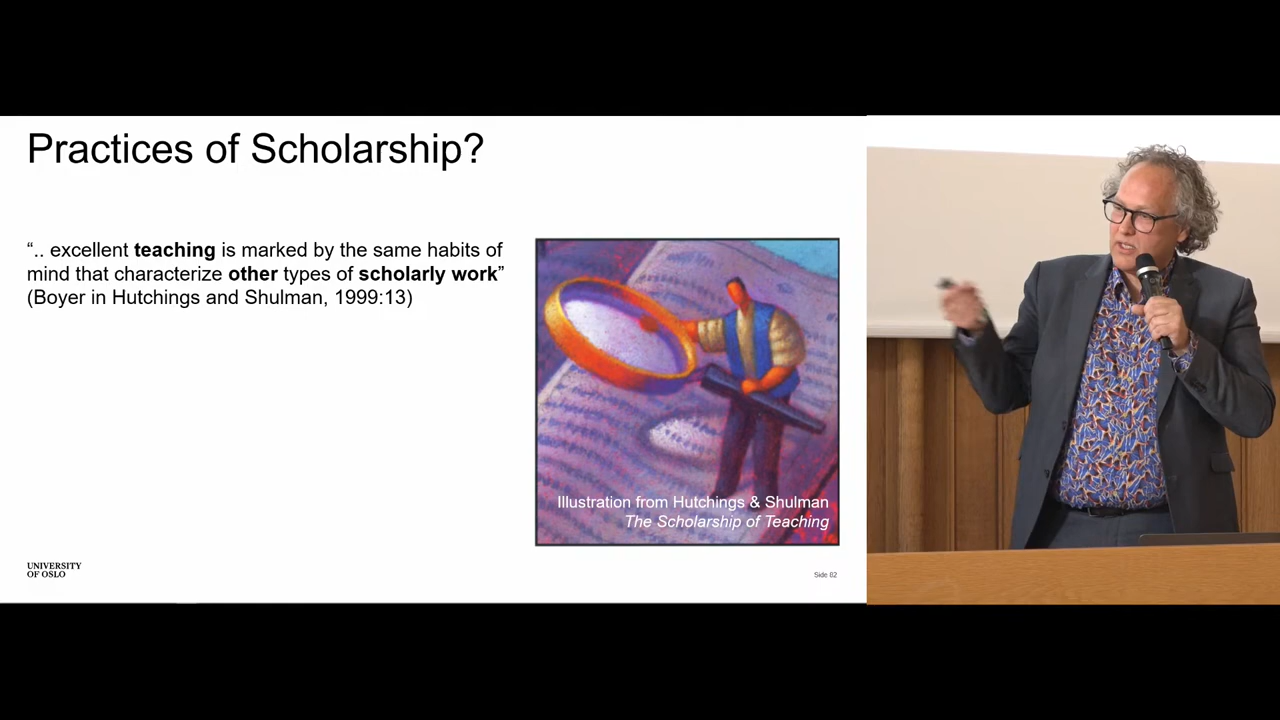 Practices of Scholarship?
“.. excellent teaching is marked by the same habits of
mind that characterize other types of scholarly work”
(Boyer in Hutchings and Shulman, 1999:13)
Illustration from Hutchings & Shulman
The Scholarship of Teaching
UNIVERSITY
OF OSLO
Side 82